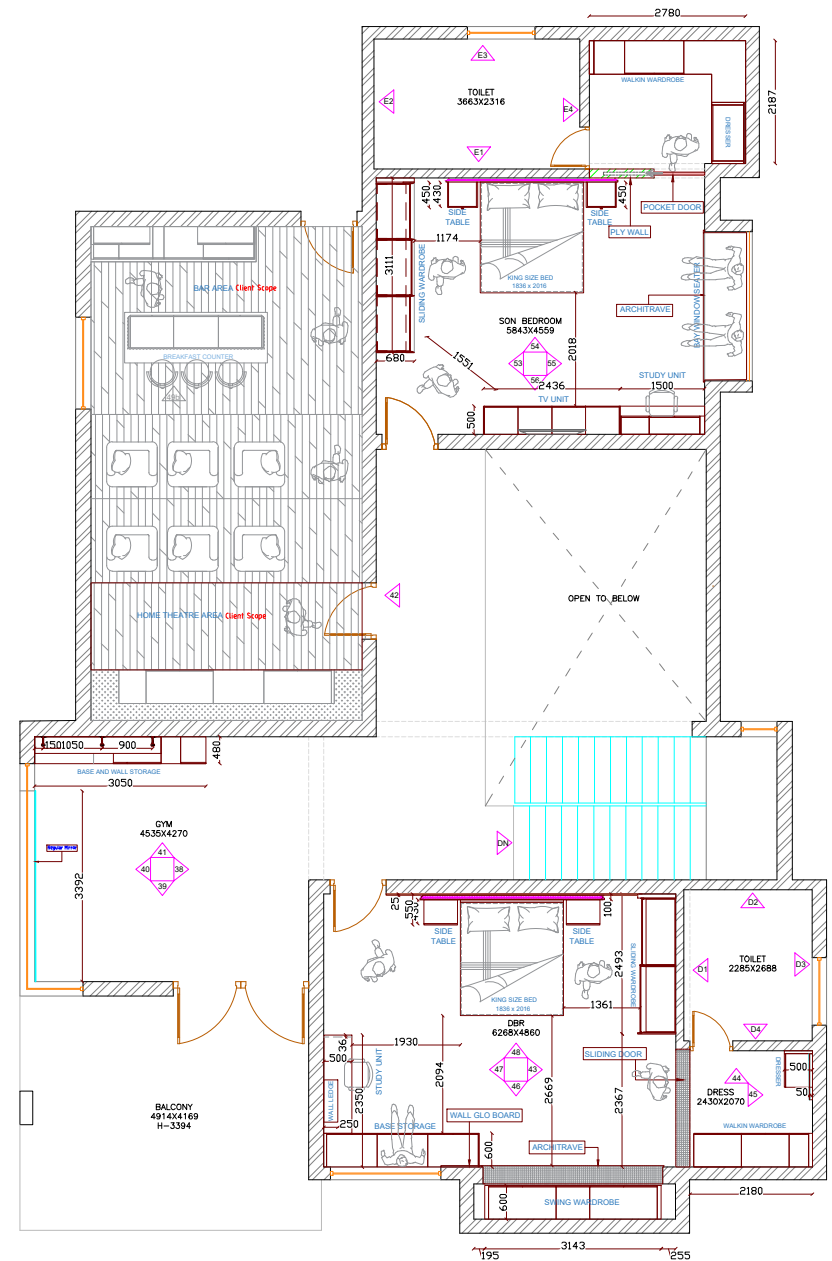 2780
TOILET
3663X2316
E3
E2
E4
E1
WALKIN WARDROBE
DRESSER
2187
POCKET DOOR
PLY WALL
450
430
SIDE
TABLE
SIDE
TABLE
450
1174
3111
SLIDING WARDROBE
KING SIZE BED
1836 x 2016
ARCHITRAVE
BAY WINDOW SEATER
SON BEDROOM
5843X4559
54
53
55
56
2018
680
1551
2436
STUDY UNIT
1500
TV UNIT
500
BAR AREA Client Scope
BREAKFAST COUNTER
49b
42
HOME THEATRE AREA Client Scope
OPEN TO BELOW
150
1050
900
480
BASE AND WALL STORAGE
3050
GYM
4535X4270
41
40
38
39
Regular Mirror
3392
DN
25
550
430
100
SIDE
TABLE
SIDE
TABLE
KING SIZE BED
1836 x 2016
2493
SLIDING WARDROBE
1361
DBR
6268X4860
48
47
43
46
D2
TOILET
2285X2688
D1
D3
D4
SLIDING DOOR
36
500
1930
STUDY UNIT
2094
2350
WALL LEDGE
250
2669
2367
DRESSER
500
50
44
45
DRESS
2430X2070
WALKIN WARDROBE
BALCONY
4914X4169
H-3394
BASE STORAGE
WALL GLO BOARD
ARCHITRAVE
600
600
SWING WARDROBE
2180
195
3143
255